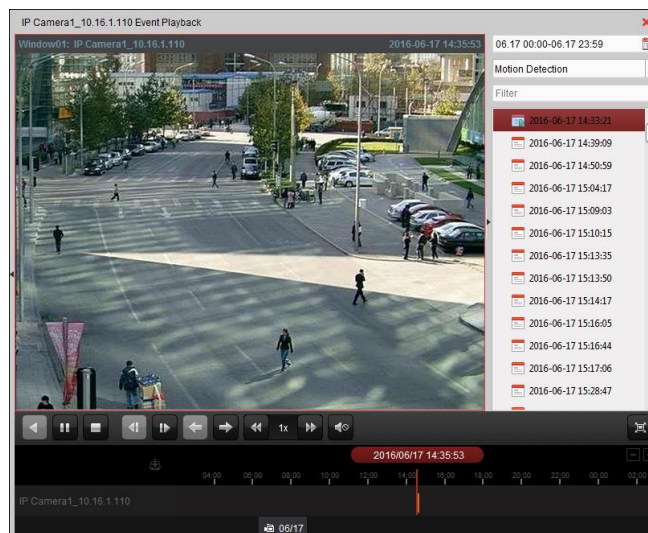 IP Camera1_10.16.1.110 Event Playback
Window01: IP Camera1_10.16.1.110
2016-06-17 14:35:53
06.17 00:00-06.17 23:59
Motion Detection
Filter
2016-06-17 14:33:21
2016-06-17 14:39:09
2016-06-17 14:50:59
2016-06-17 15:04:17
2016-06-17 15:09:03
2016-06-17 15:10:15
2016-06-17 15:13:35
2016-06-17 15:13:50
2016-06-17 15:14:17
2016-06-17 15:16:05
2016-06-17 15:16:44
2016-06-17 15:17:06
2016-06-17 15:28:47
1x
2016/06/17 14:35:53
04:00 06:00 08:00 10:00 12:00 14:00 16:00 18:00 20:00 22:00 00:00 02:00
IP Camera1_10.16.1.110
06/17